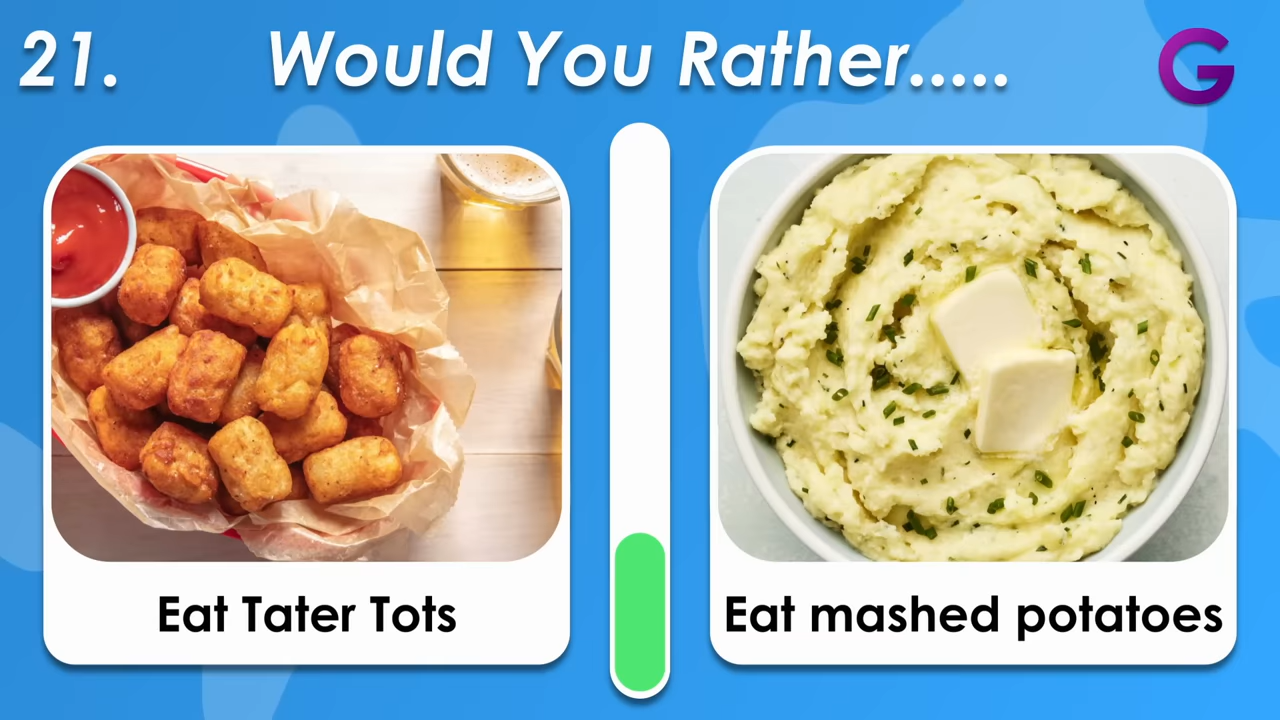 21.
Would You Rather.....
G
Eat Tater Tots
Eat mashed potatoes